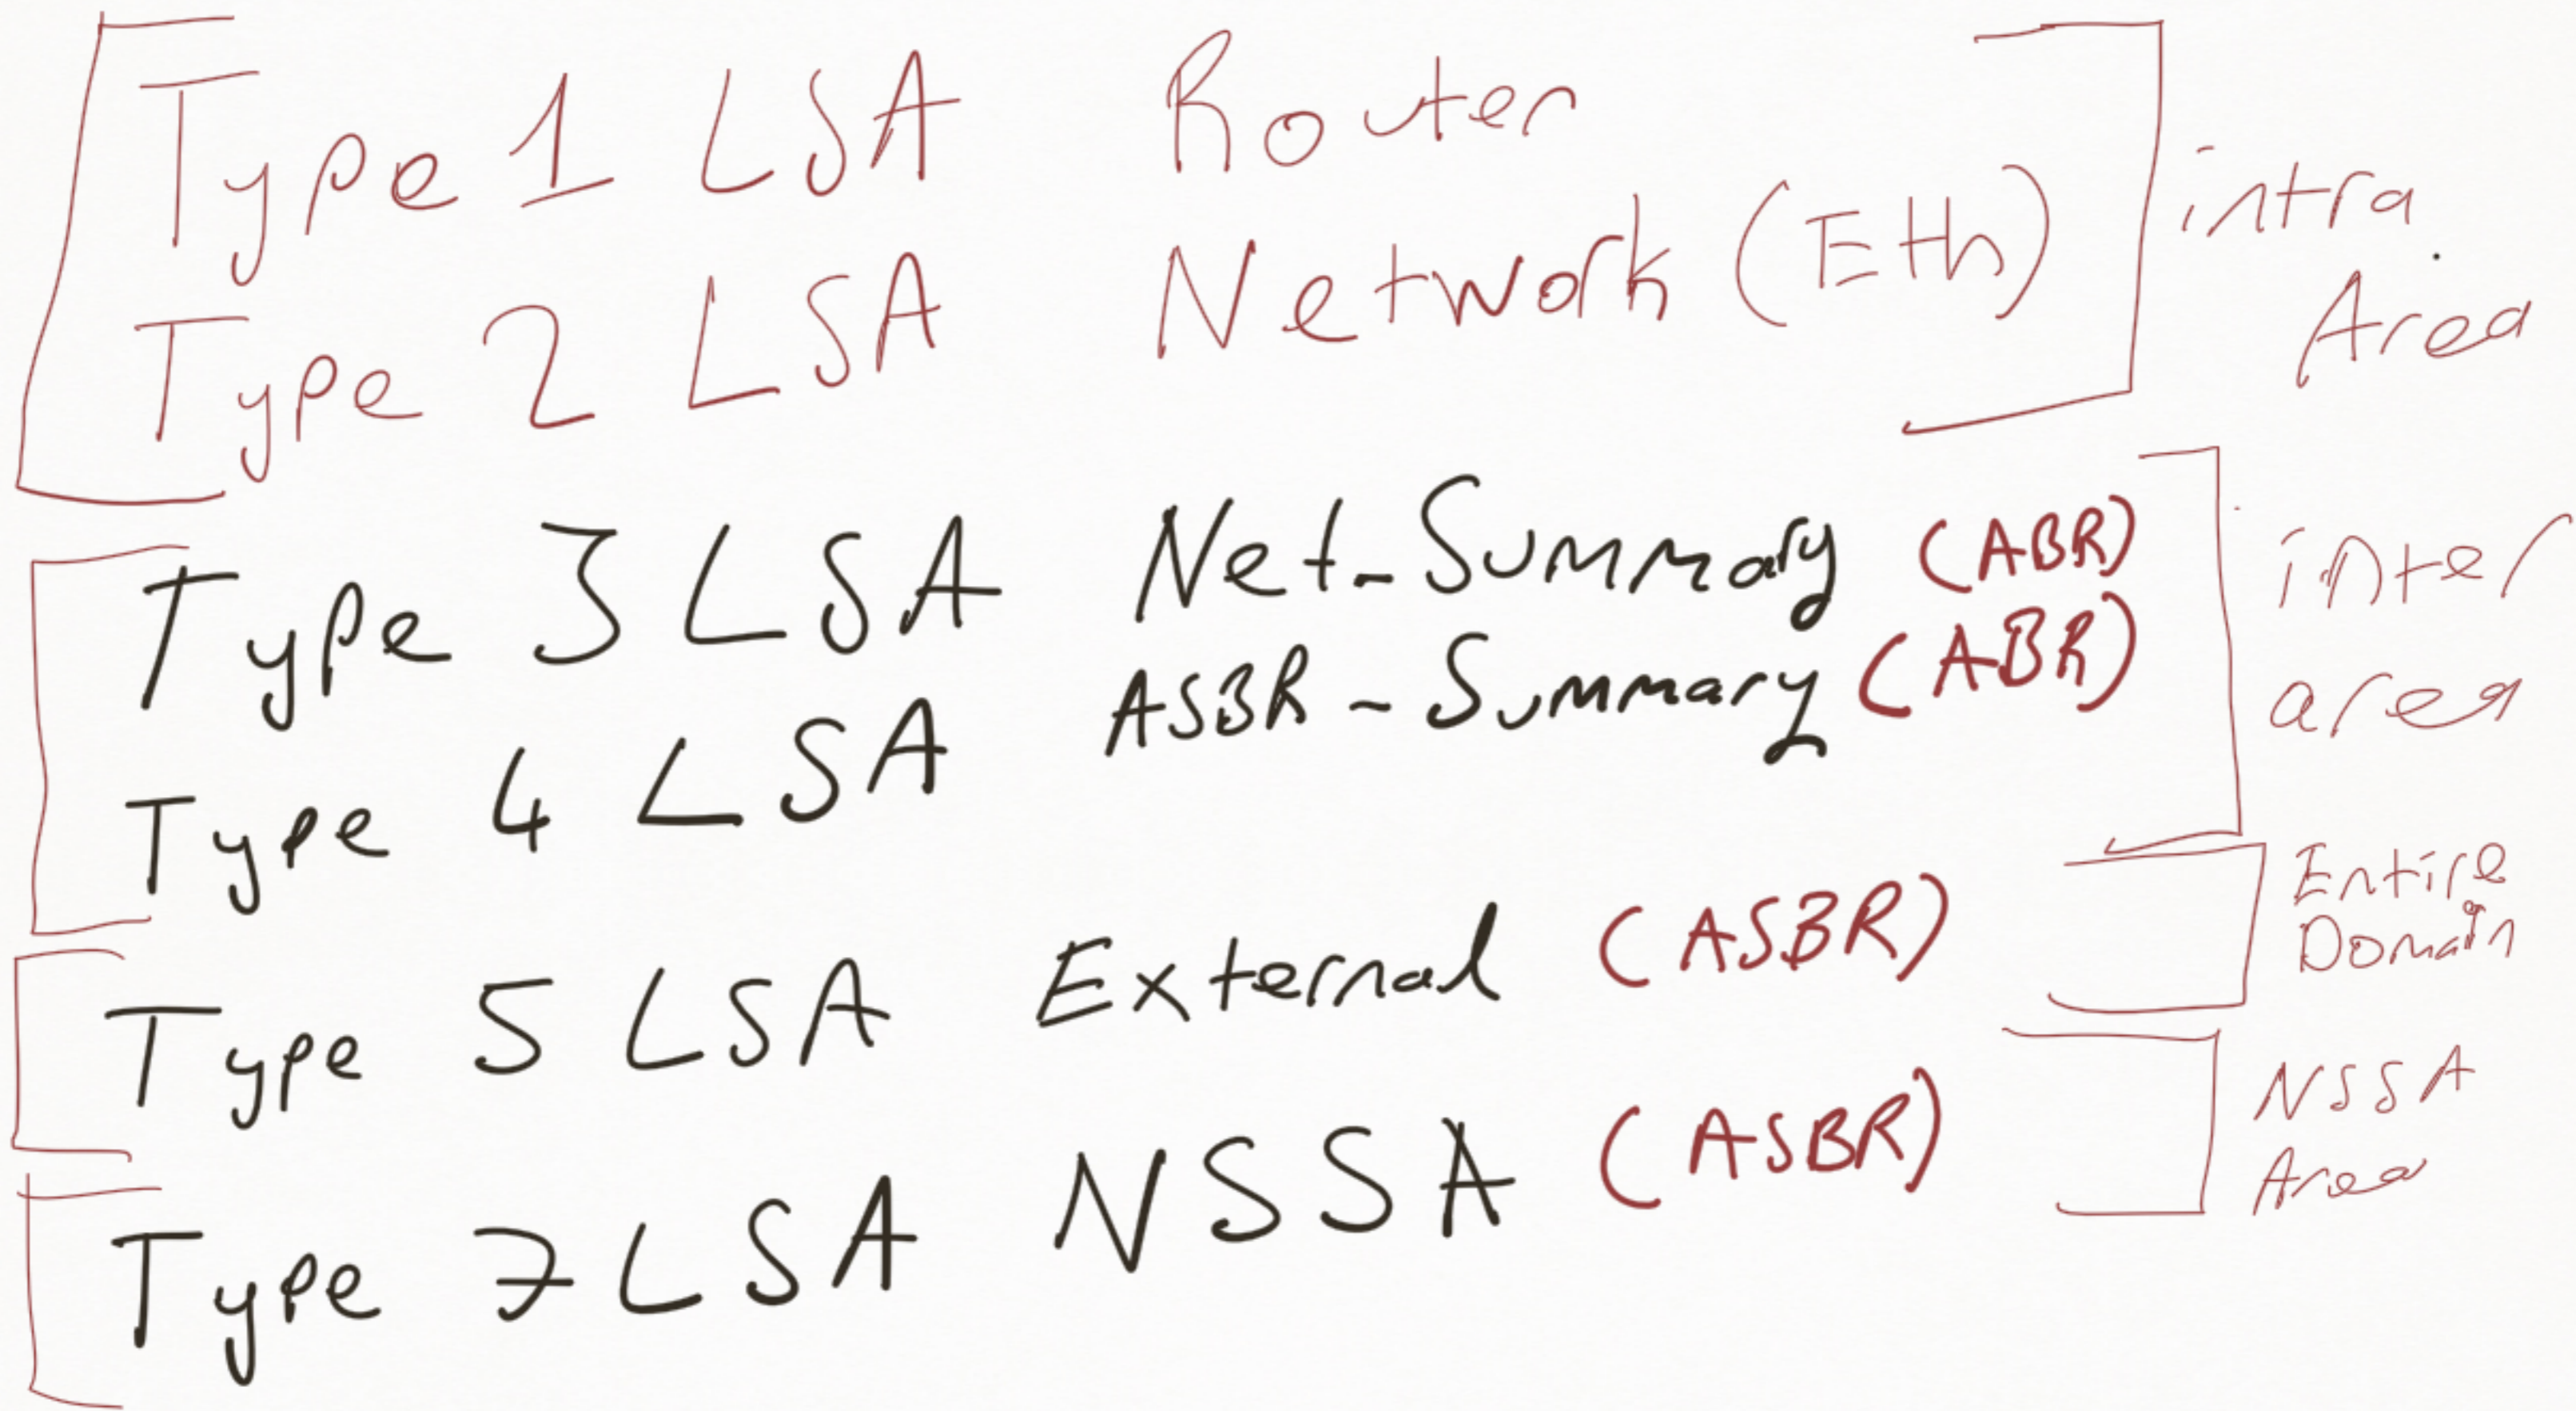 Type 1 LSA Router
Type 2 LSA Network (Eth)
intra
Area
Type 3 LSA Net-Summary (ABR)
Type 4 LSA ASBR-Summary (ABR)
inter
area
Type 5 LSA External (ASBR)
Entire
Domain
Type 7 LSA NSSA (ASBR)
NSSA
Area